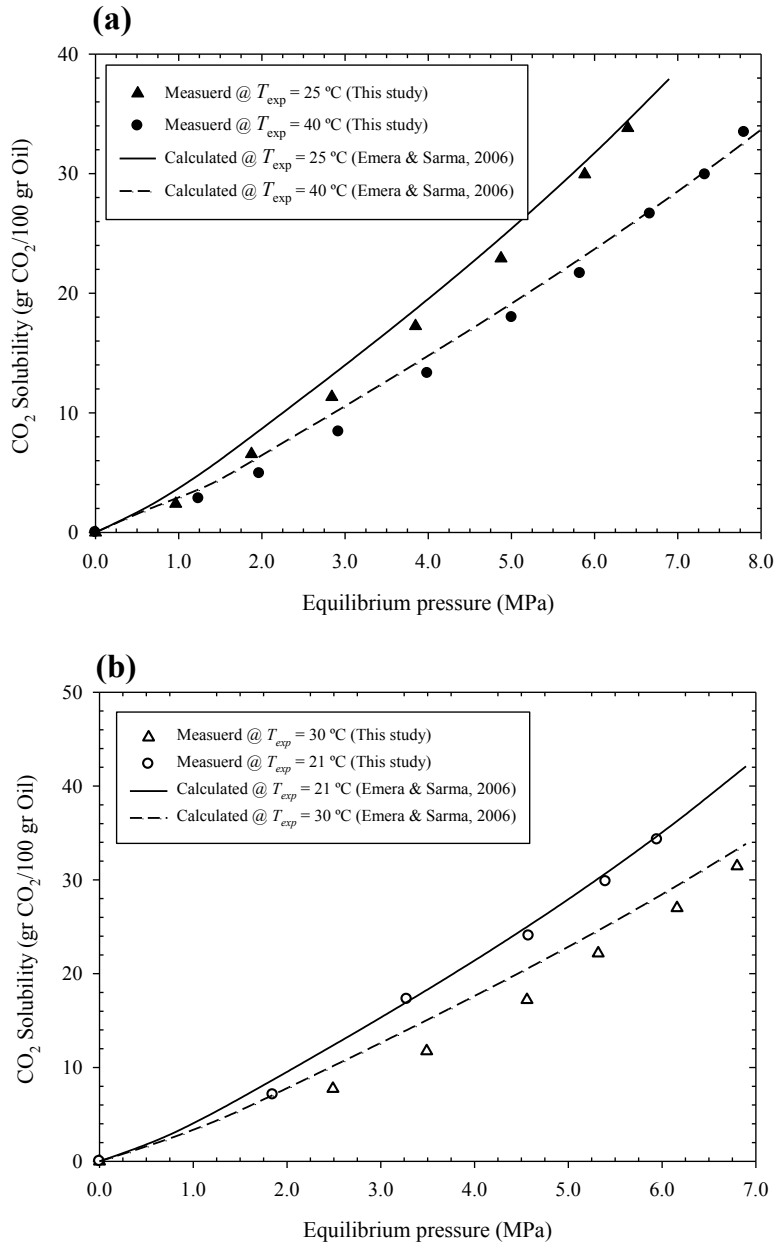 (a)
40
30
20
10
0
CO₂ Solubility (gr CO₂/100 gr Oil)
Measuerd @ Texp = 25 ºC (This study)
Measuerd @ Texp = 40 ºC (This study)
Calculated @ Texp = 25 ºC (Emera & Sarma, 2006)
Calculated @ Texp = 40 ºC (Emera & Sarma, 2006)
0.0 1.0 2.0 3.0 4.0 5.0 6.0 7.0 8.0
Equilibrium pressure (MPa)
(b)
50
40
30
20
10
0
CO₂ Solubility (gr CO₂/100 gr Oil)
Measuerd @ Texp = 30 ºC (This study)
Measuerd @ Texp = 21 ºC (This study)
Calculated @ Texp = 21 ºC (Emera & Sarma, 2006)
Calculated @ Texp = 30 ºC (Emera & Sarma, 2006)
0.0 1.0 2.0 3.0 4.0 5.0 6.0 7.0
Equilibrium pressure (MPa)